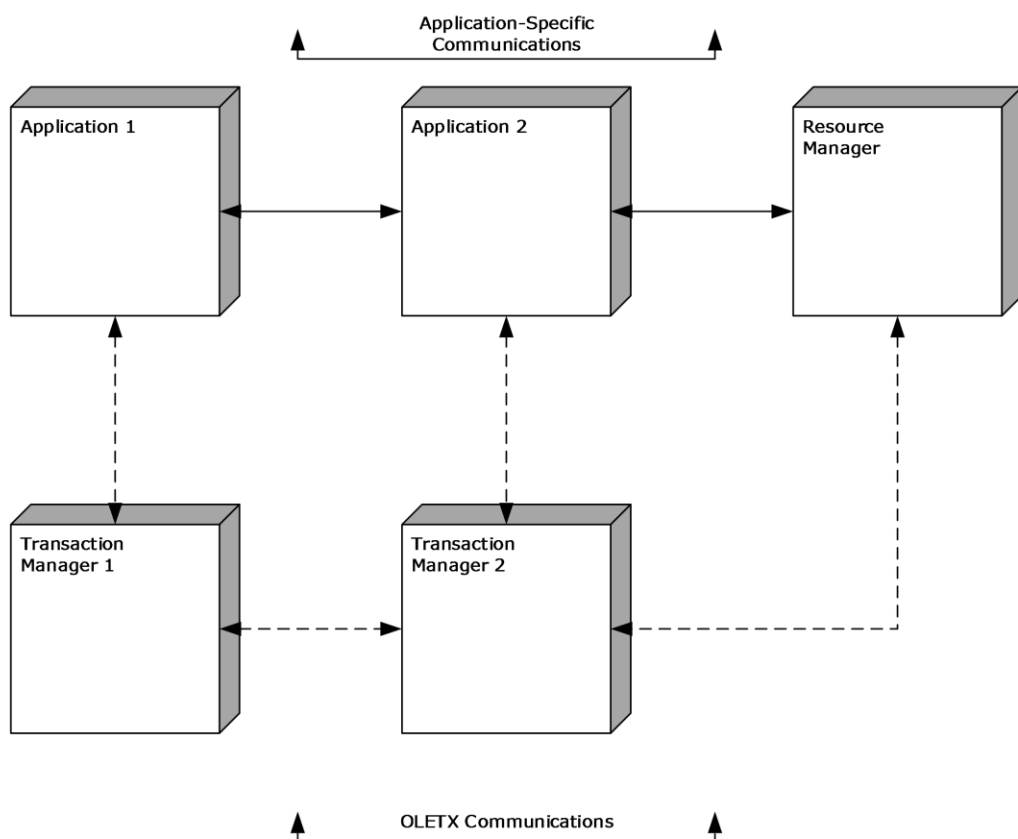 Application-Specific
Communications
Application 1
Application 2
Resource
Manager
Transaction
Manager 1
Transaction
Manager 2
OLETX Communications